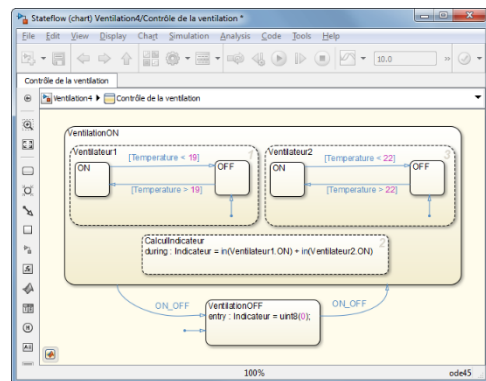 Stateflow (chart) Ventilation4/Contrôle de la ventilation *
File Edit View Display Chart Simulation Analysis Code Tools Help
10.0
Contrôle de la ventilation
Ventilation4 Contrôle de la ventilation
VentilationON
Ventilateur1
1
ON
[Temperature < 19]
OFF
[Temperature > 19]
Ventilateur2
3
ON
[Temperature < 22]
OFF
[Temperature > 22]
CalculIndicateur
2
during : Indicateur = in(Ventilateur1.ON) + in(Ventilateur2.ON)
ON_OFF
VentilationOFF
entry : Indicateur = uint8(0);
ON_OFF
100%
ode45